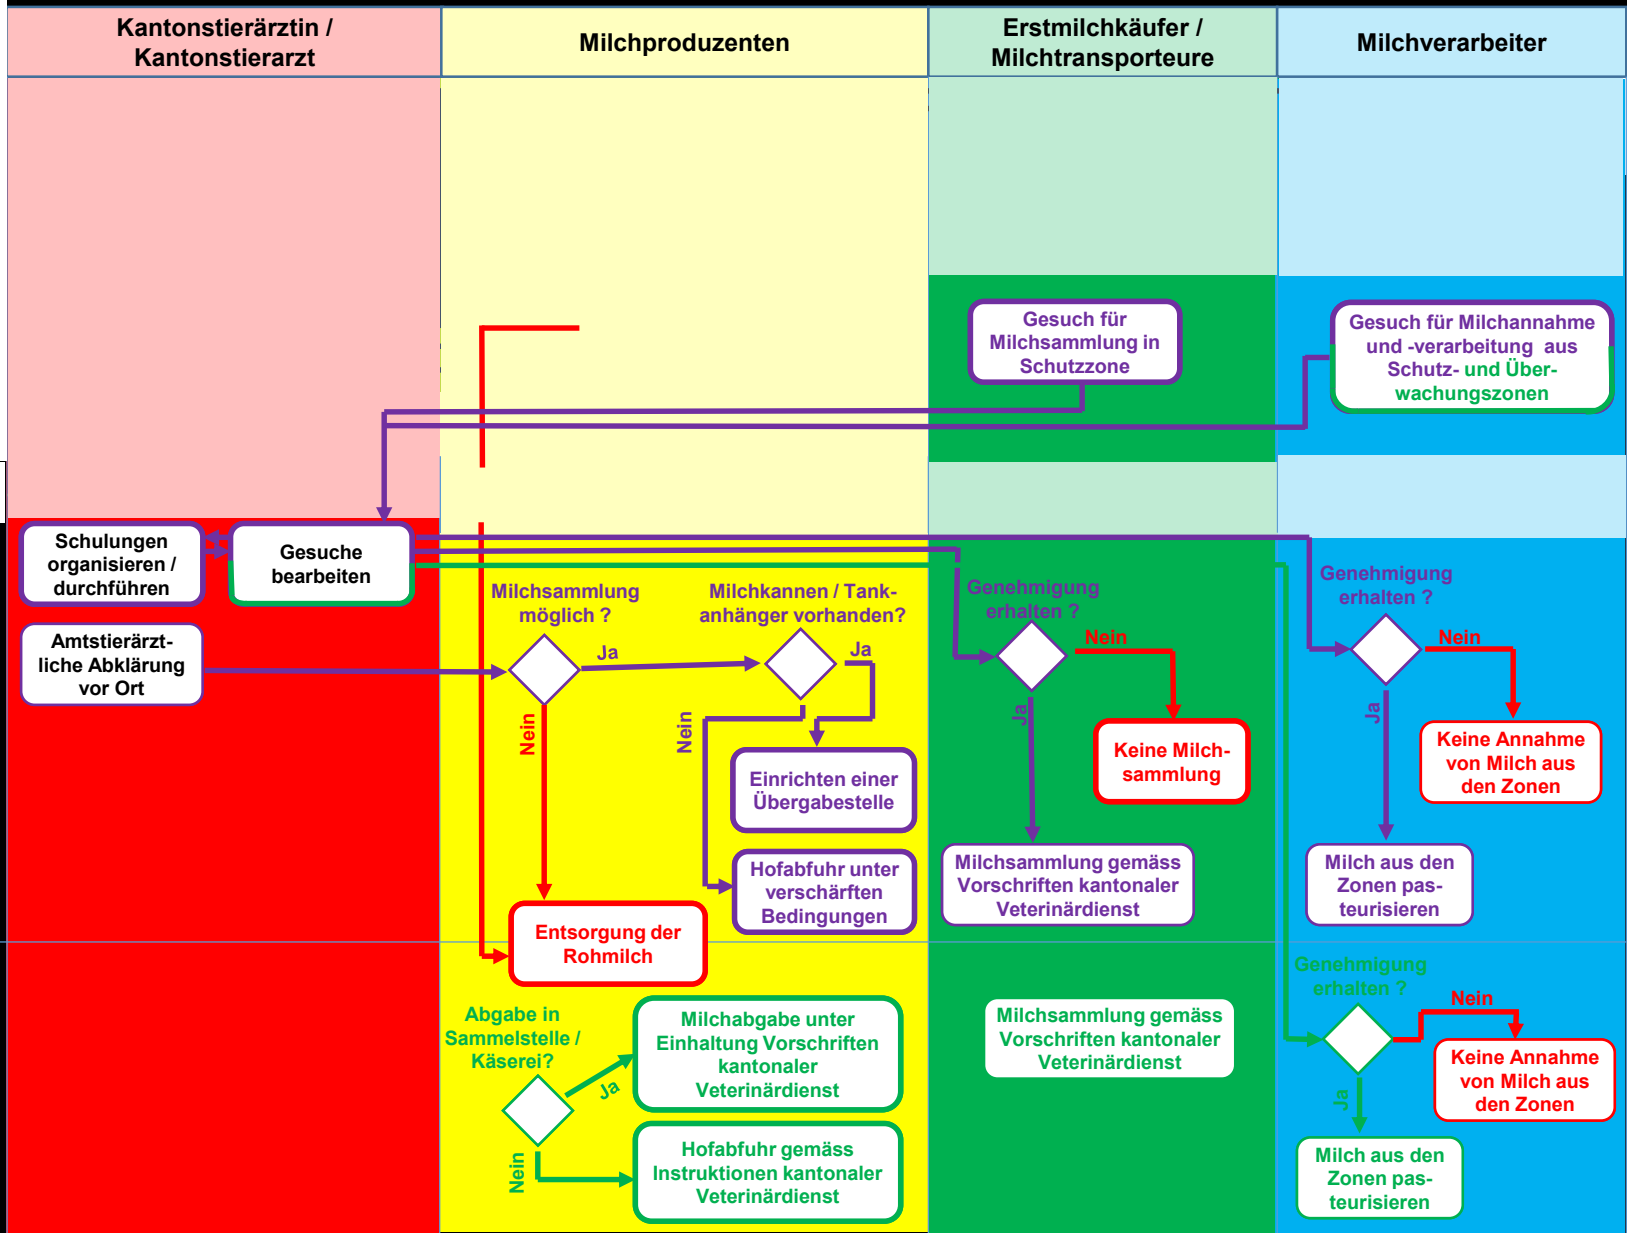 Kantonstierärztin /
Kantonstierarzt
Milchproduzenten
Erstmilchkäufer /
Milchtransporteure
Milchverarbeiter
Gesuch für
Milchsammlung in
Schutzzone
Gesuch für Milchannahme
und -verarbeitung aus
Schutz- und Über-
wachungszonen
Schulungen
organisieren /
durchführen
Gesuche
bearbeiten
Amtstierärzt-
liche Abklärung
vor Ort
Milchsammlung
möglich ?
Ja
Nein
Milchkannen / Tank-
anhänger vorhanden?
Ja
Nein
Einrichten einer
Übergabestelle
Hofabfuhr unter
verschärften
Bedingungen
Entsorgung der
Rohmilch
Genehmigung
erhalten ?
Nein
Ja
Keine Milch-
sammlung
Milchsammlung gemäss
Vorschriften kantonaler
Veterinärdienst
Genehmigung
erhalten ?
Nein
Ja
Keine Annahme
von Milch aus
den Zonen
Milch aus den
Zonen pas-
teurisieren
Abgabe in
Sammelstelle /
Käserei?
Ja
Nein
Milchabgabe unter
Einhaltung Vorschriften
kantonaler
Veterinärdienst
Hofabfuhr gemäss
Instruktionen kantonaler
Veterinärdienst
Milchsammlung gemäss
Vorschriften kantonaler
Veterinärdienst
Genehmigung
erhalten ?
Nein
Ja
Keine Annahme
von Milch aus
den Zonen
Milch aus den
Zonen pas-
teurisieren